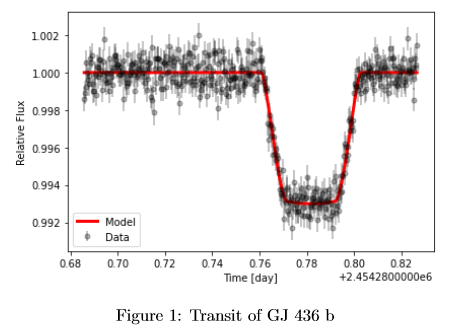 1.002
1.000
0.998
0.996
0.994
0.992
Relative Flux
Model
Data
0.68 0.70 0.72 0.74 0.76 0.78 0.80 0.82
Time [day]
+2.4542800000e6
Figure 1: Transit of GJ 436 b